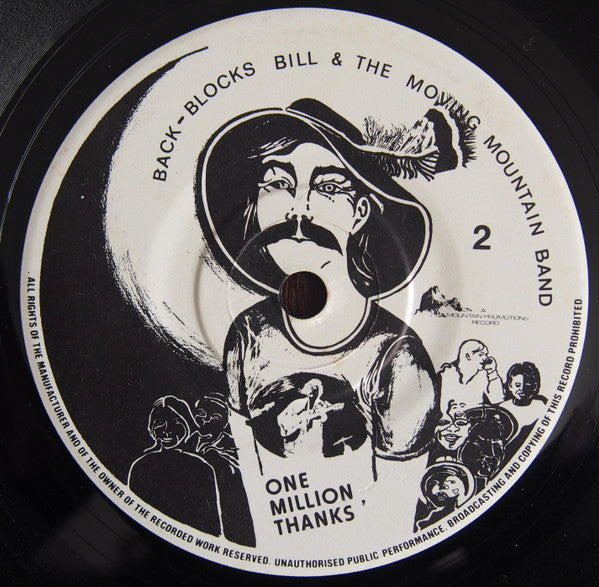 BACK-BLOCKS BILL & THE MOVING MOUNTAIN BAND
2
A
MOUNTAIN PROMOTIONS
RECORD
ONE
MILLION
THANKS
. ALL RIGHTS OF THE MANUFACTURER AND OF THE OWNER OF THE RECORDED WORK RESERVED. UNAUTHORISED PUBLIC PERFORMANCE. BROADCASTING AND COPYING OF THIS RECORD PROHIBITED